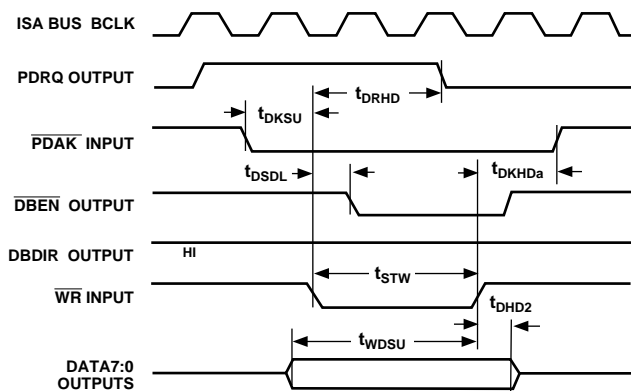 ISA BUS BCLK
PDRQ OUTPUT
tDRHD
tDKSU
PDAK INPUT
tDSDL
tDKHDa
DBEN OUTPUT
DBDIR OUTPUT
HI
tSTW
WR INPUT
tDHD2
tWDSU
DATA7:0
OUTPUTS